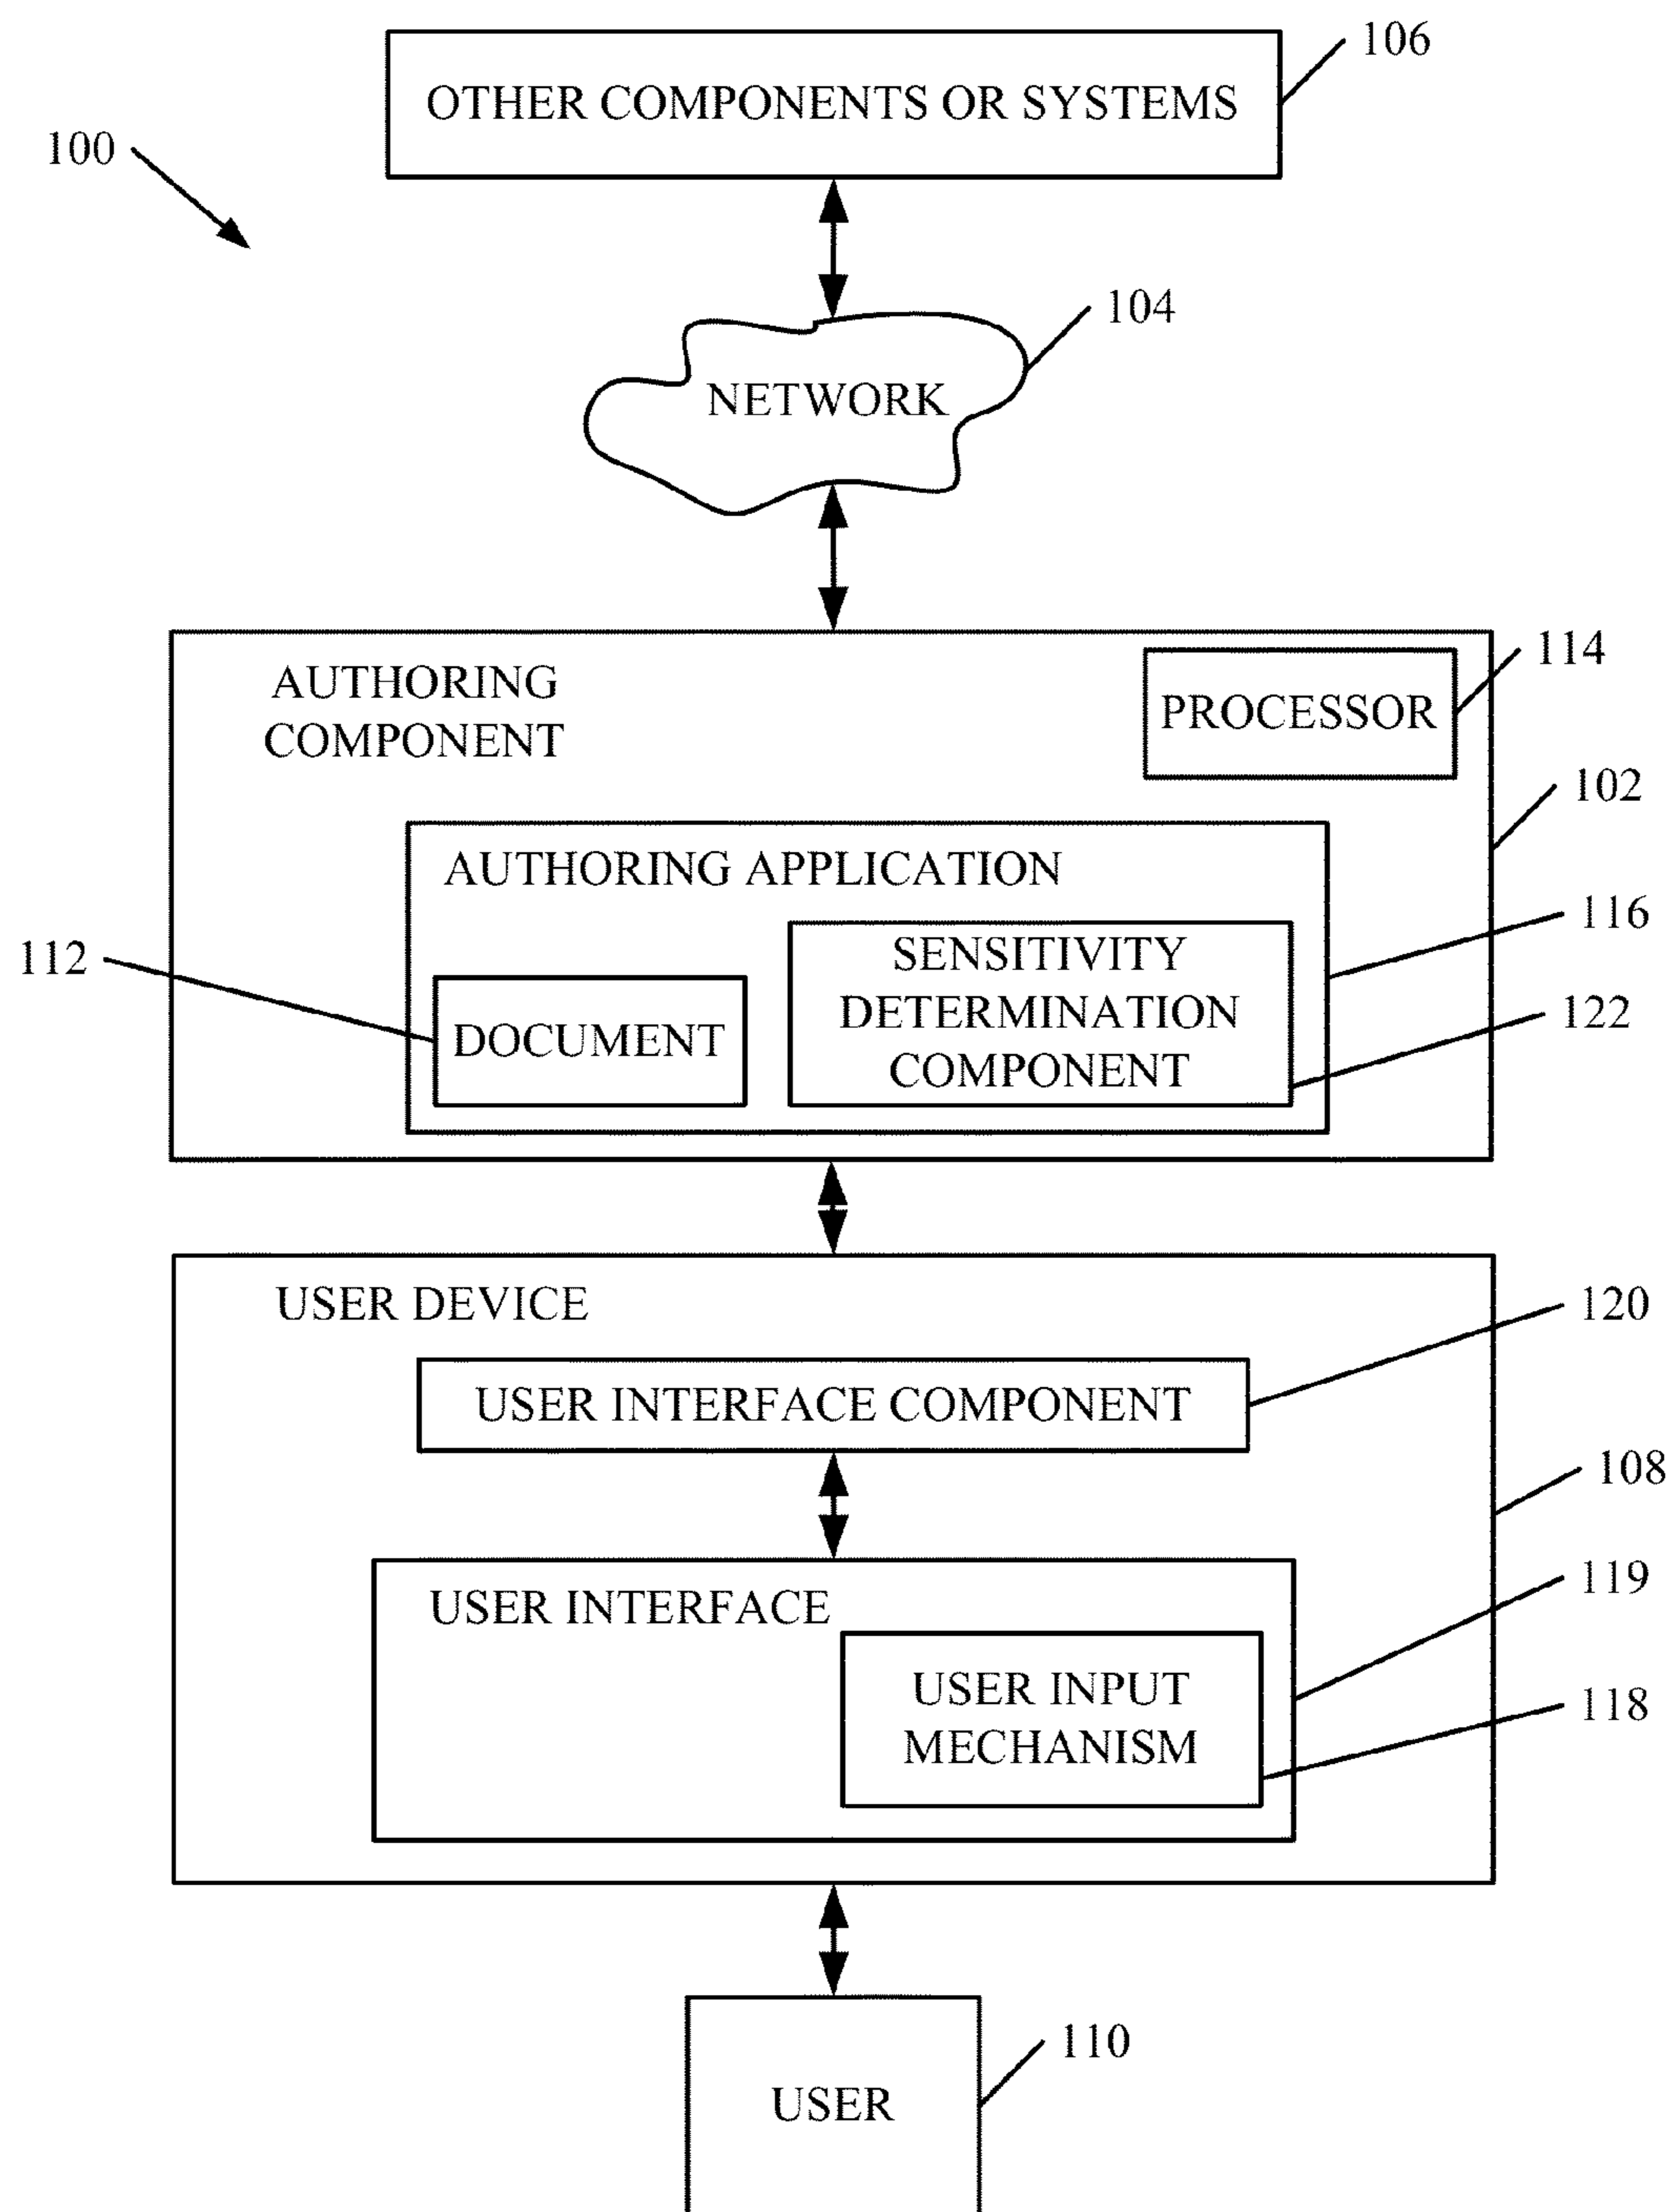 106
OTHER COMPONENTS OR SYSTEMS
100
104
NETWORK
114
AUTHORING
COMPONENT
PROCESSOR
102
AUTHORING APPLICATION
116
SENSITIVITY
DETERMINATION
COMPONENT
112
DOCUMENT
122
USER DEVICE
120
USER INTERFACE COMPONENT
108
119
USER INTERFACE
USER INPUT
MECHANISM
118
110
USER